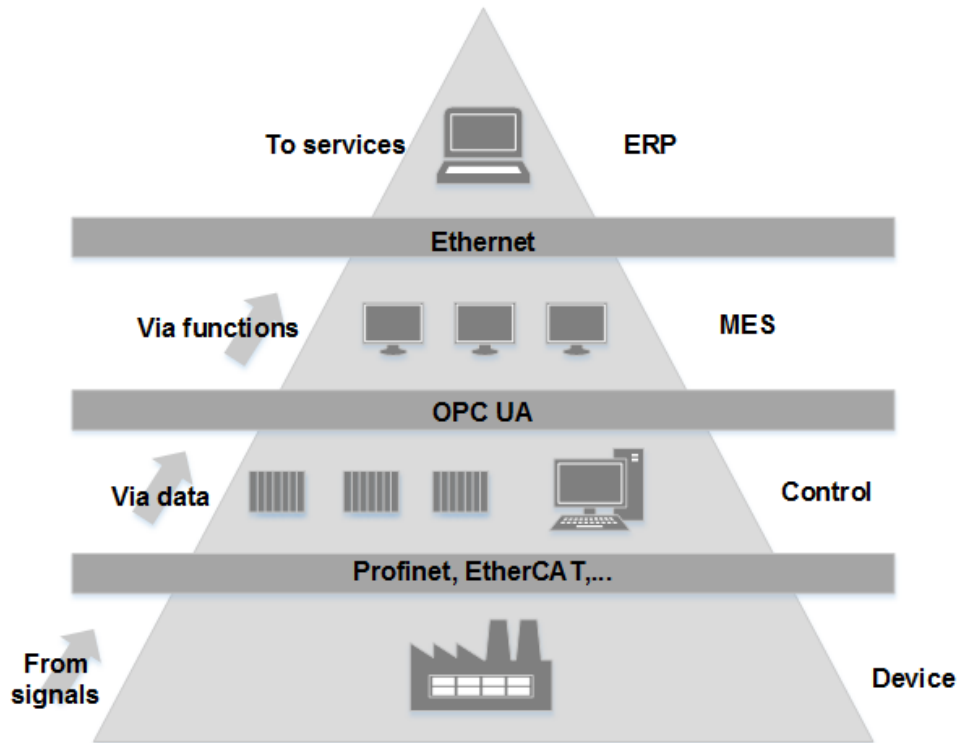 To services
ERP
Ethernet
Via functions
MES
OPC UA
Via data
Control
Profinet, EtherCAT,...
From
signals
Device